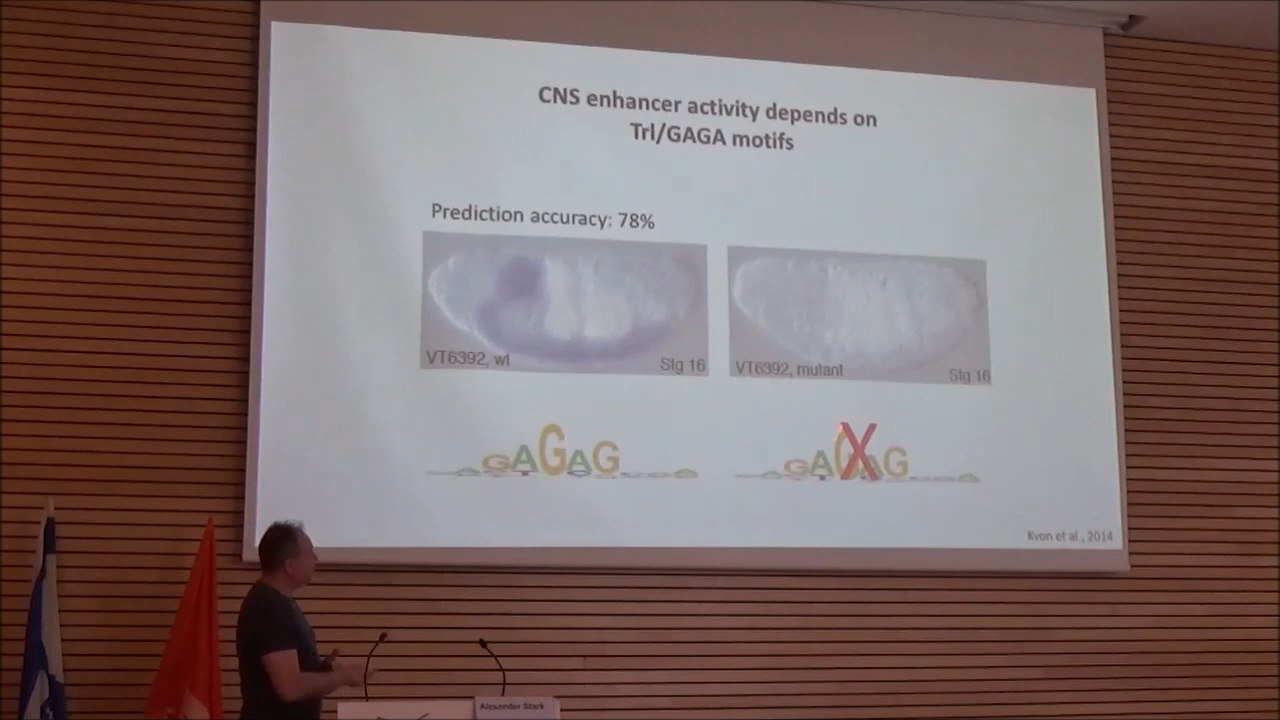 CNS enhancer activity depends on
Trl/GAGA motifs
Prediction accuracy: 78%
VT6392, wt
Stg 16
VT6392, mutant
Stg 16
GAGAG
GAGAG
X
Kvon et al., 2014
Alexander Stark